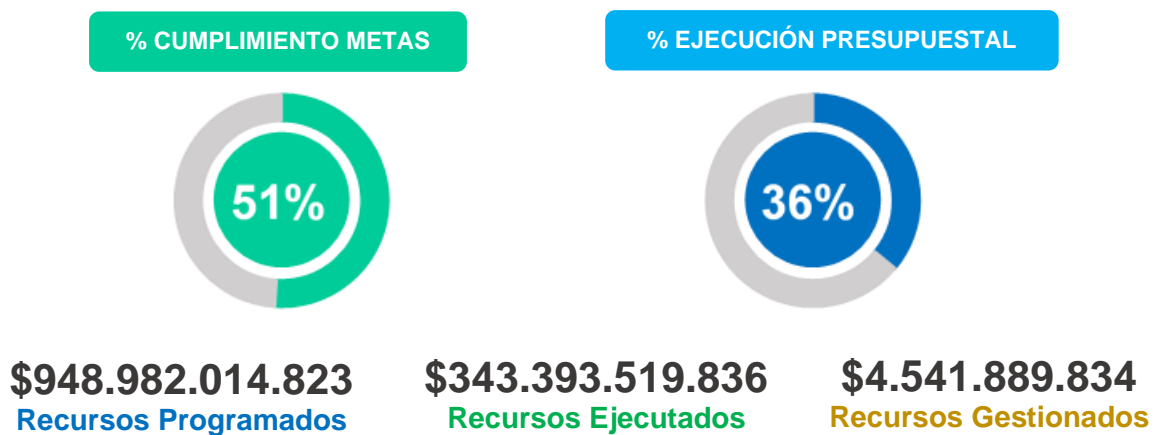 % CUMPLIMIENTO METAS
% EJECUCIÓN PRESUPUESTAL
51%
36%
$948.982.014.823
Recursos Programados
$343.393.519.836
Recursos Ejecutados
$4.541.889.834
Recursos Gestionados